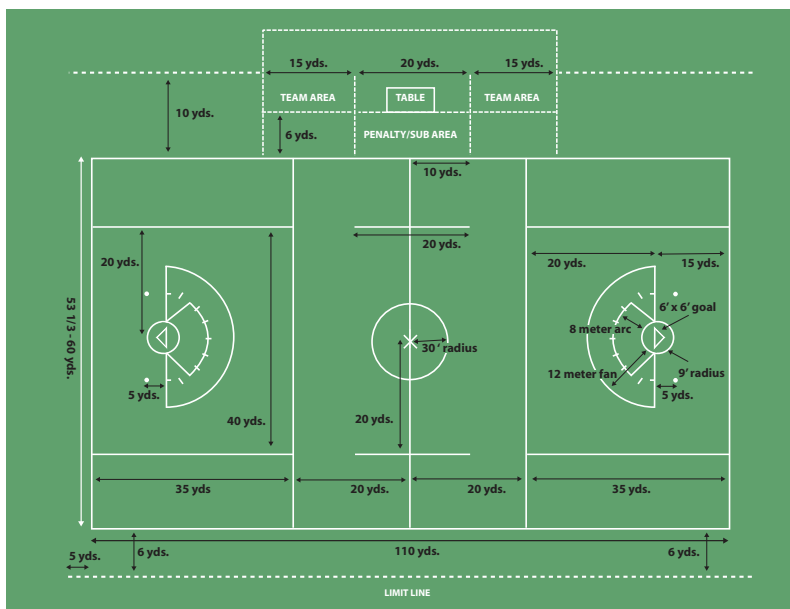 15 yds.
20 yds.
15 yds.
TEAM AREA
TABLE
TEAM AREA
10 yds.
6 yds.
PENALTY/SUB AREA
10 yds.
20 yds.
20 yds.
20 yds.
15 yds.
53 1/3 - 60 yds.
6' x 6' goal
8 meter arc
30' radius
12 meter fan
9' radius
5 yds.
5 yds.
40 yds.
20 yds.
35 yds
20 yds.
20 yds.
35 yds.
5 yds.
6 yds.
110 yds.
6 yds.
LIMIT LINE